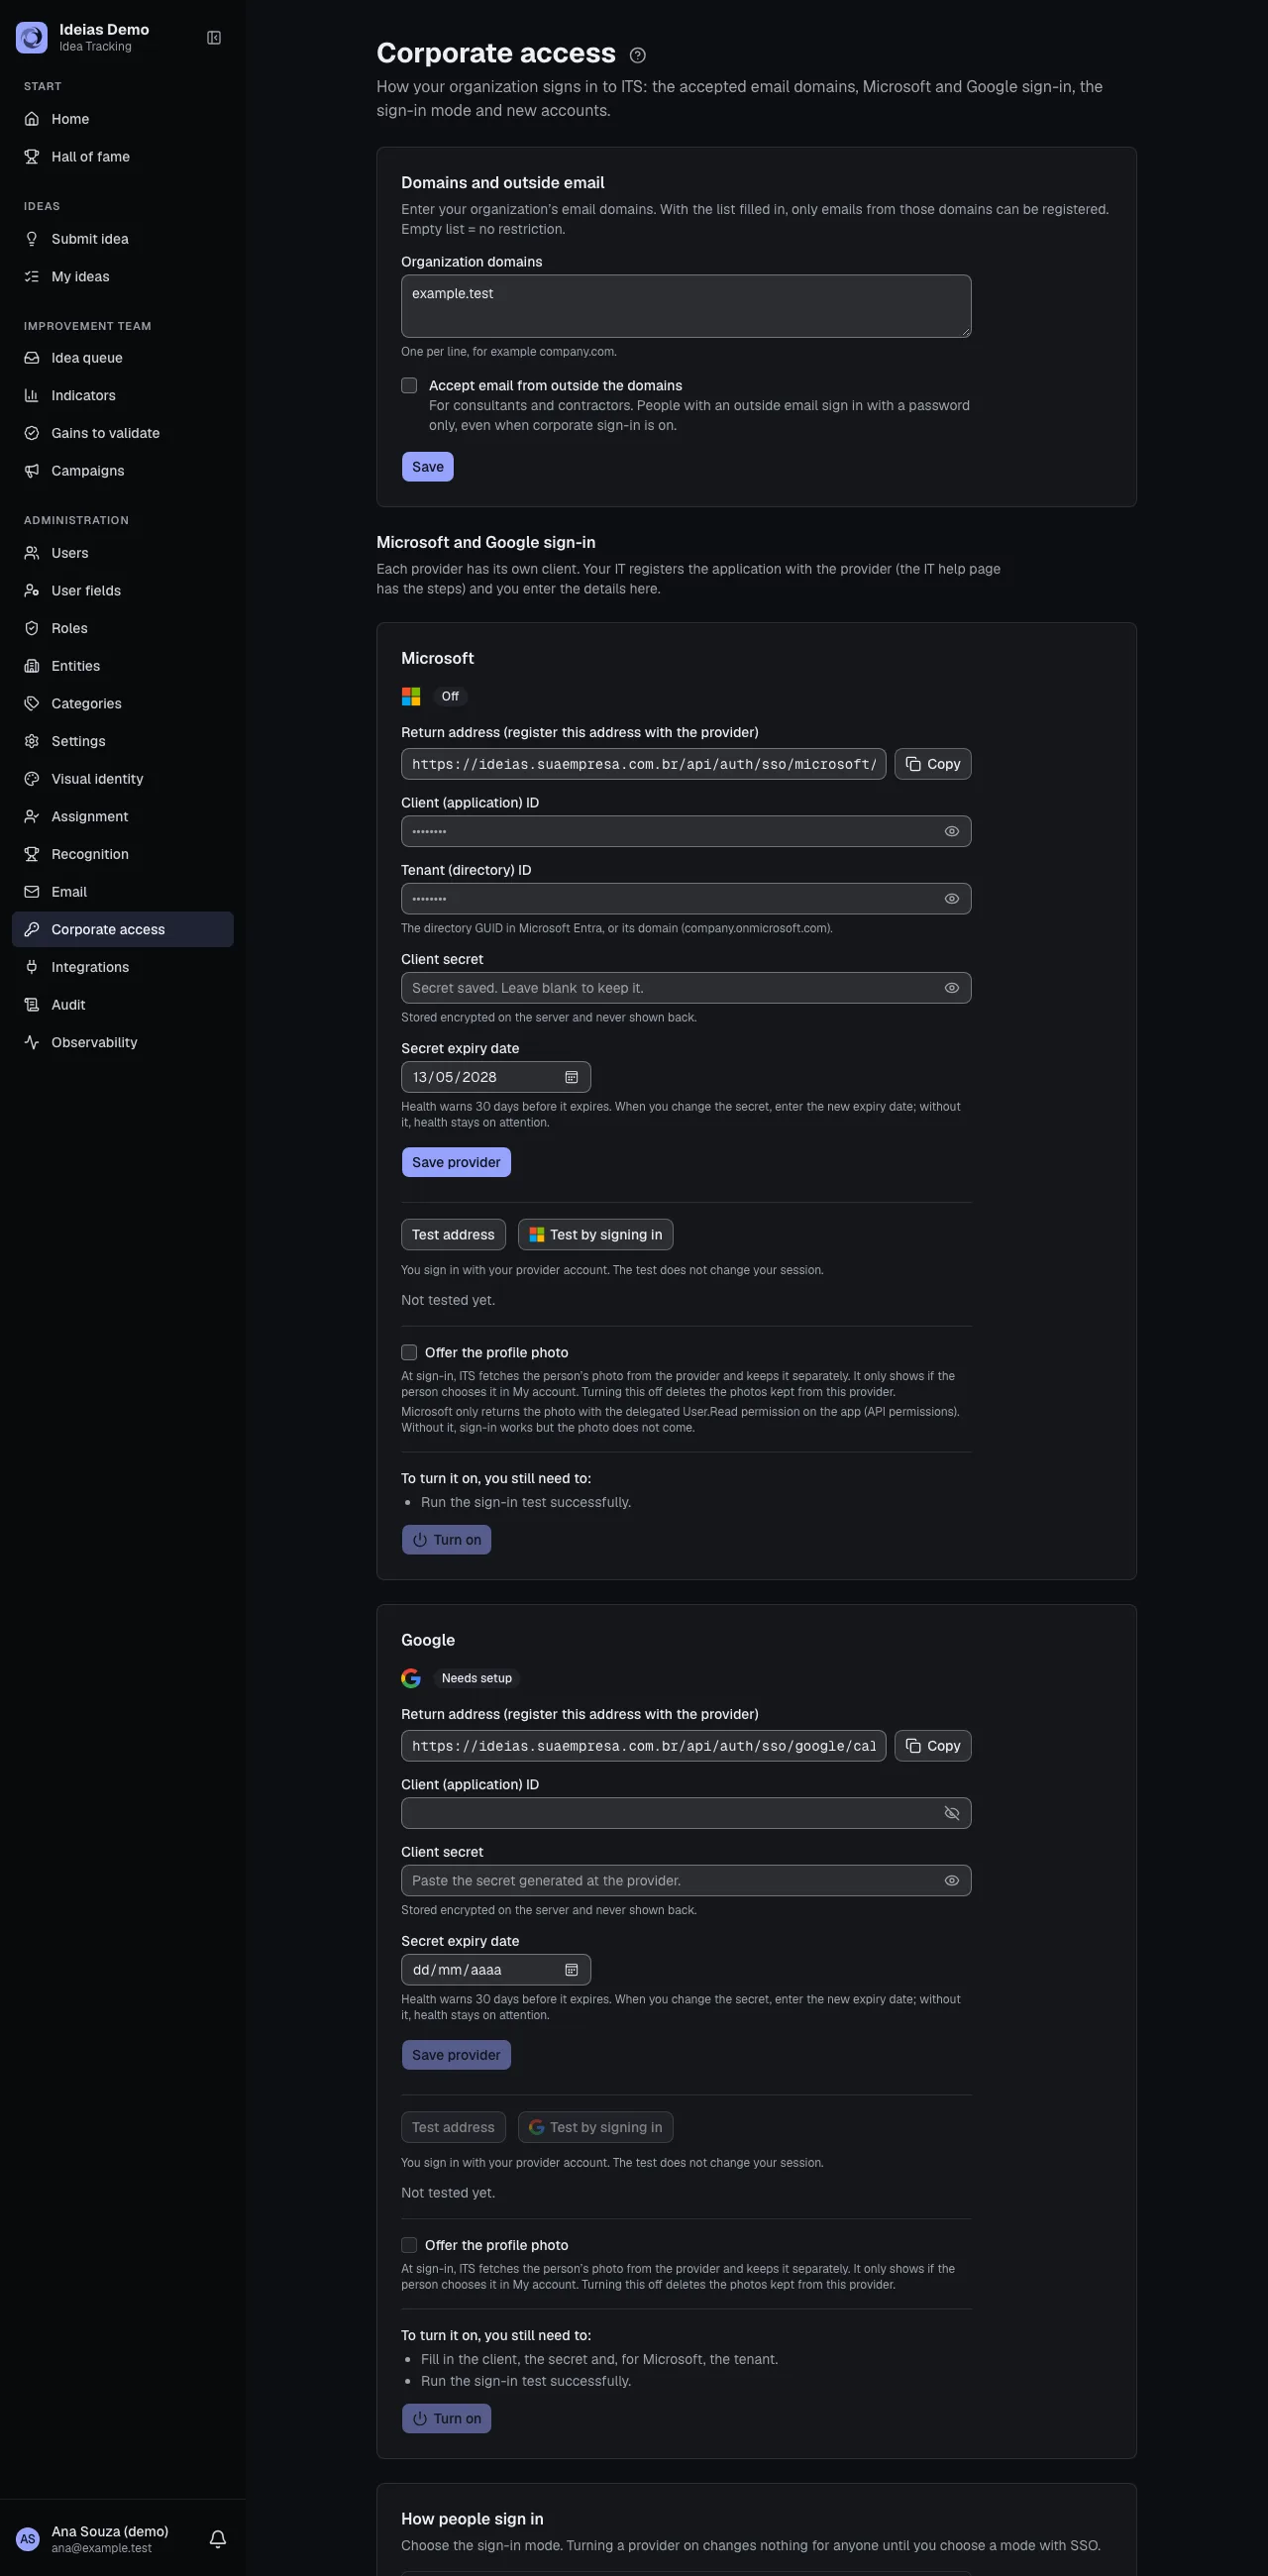 Ideias Demo
Idea Tracking
START
Home
Hall of fame
IDEAS
Submit idea
My ideas
IMPROVEMENT TEAM
Idea queue
Indicators
Gains to validate
Campaigns
ADMINISTRATION
Users
User fields
Roles
Entities
Categories
Settings
Visual identity
Assignment
Recognition
Email
Corporate access
Integrations
Audit
Observability
AS
Ana Souza (demo)
ana@example.test
Corporate access
How your organization signs in to ITS: the accepted email domains, Microsoft and Google sign-in, the
sign-in mode and new accounts.
Domains and outside email
Enter your organization’s email domains. With the list filled in, only emails from those domains can be registered.
Empty list = no restriction.
Organization domains
example.test
One per line, for example company.com.
Accept email from outside the domains
For consultants and contractors. People with an outside email sign in with a password
only, even when corporate sign-in is on.
Save
Microsoft and Google sign-in
Each provider has its own client. Your IT registers the application with the provider (the IT help page
has the steps) and you enter the details here.
Microsoft
Off
Return address (register this address with the provider)
https://ideias.suaempresa.com.br/api/auth/sso/microsoft/
Copy
Client (application) ID
••••••••
Tenant (directory) ID
••••••••
The directory GUID in Microsoft Entra, or its domain (company.onmicrosoft.com).
Client secret
Secret saved. Leave blank to keep it.
Stored encrypted on the server and never shown back.
Secret expiry date
13/05/2028
Health warns 30 days before it expires. When you change the secret, enter the new expiry date; without
it, health stays on attention.
Save provider
Test address
Test by signing in
You sign in with your provider account. The test does not change your session.
Not tested yet.
Offer the profile photo
At sign-in, ITS fetches the person’s photo from the provider and keeps it separately. It only shows if the
person chooses it in My account. Turning this off deletes the photos kept from this provider.
Microsoft only returns the photo with the delegated User.Read permission on the app (API permissions).
Without it, sign-in works but the photo does not come.
To turn it on, you still need to:
• Run the sign-in test successfully.
Turn on
Google
Needs setup
Return address (register this address with the provider)
https://ideias.suaempresa.com.br/api/auth/sso/google/cal
Copy
Client (application) ID
Client secret
Paste the secret generated at the provider.
Stored encrypted on the server and never shown back.
Secret expiry date
dd/mm/aaaa
Health warns 30 days before it expires. When you change the secret, enter the new expiry date; without
it, health stays on attention.
Save provider
Test address
Test by signing in
You sign in with your provider account. The test does not change your session.
Not tested yet.
Offer the profile photo
At sign-in, ITS fetches the person’s photo from the provider and keeps it separately. It only shows if the
person chooses it in My account. Turning this off deletes the photos kept from this provider.
To turn it on, you still need to:
• Fill in the client, the secret and, for Microsoft, the tenant.
• Run the sign-in test successfully.
Turn on
How people sign in
Choose the sign-in mode. Turning a provider on changes nothing for anyone until you choose a mode with SSO.